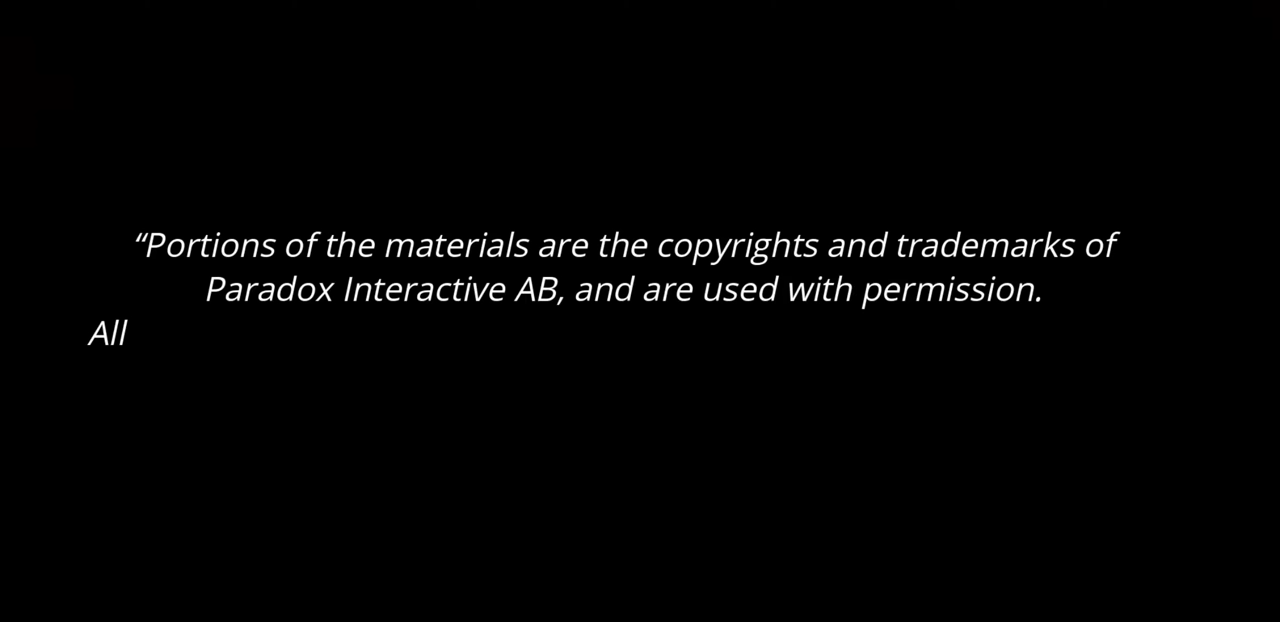 “Portions of the materials are the copyrights and trademarks of
Paradox Interactive AB, and are used with permission.
All